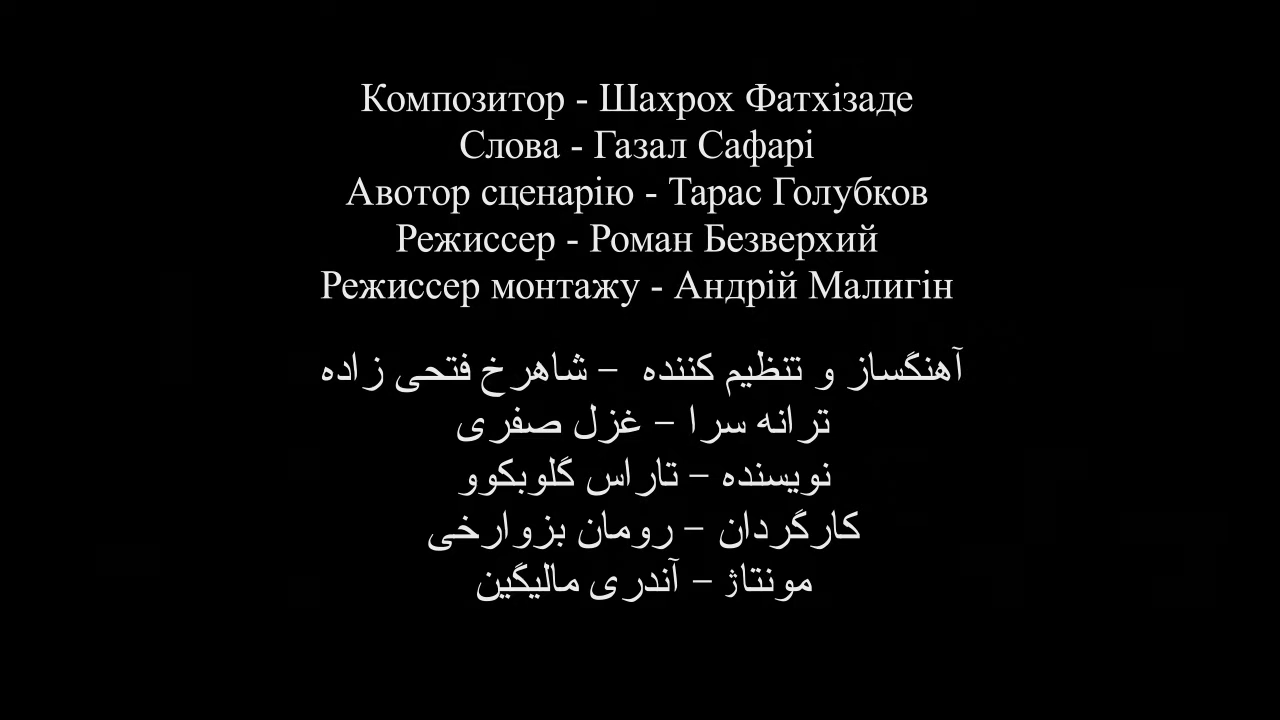 Композитор - Шахрох Фатхізаде
Слова - Газал Сафарі
Авотор сценарію - Тарас Голубков
Режиссер - Роман Безверхий
Режиссер монтажу - Андрій Малигін
آهنگساز و تنظیم کننده – شاهرخ فتحی زاده
ترانه سرا – غزل صفری
نویسنده – تاراس گلوبکوو
کارگردان – رومان بزوارخی
مونتاژ – آندری مالیگین